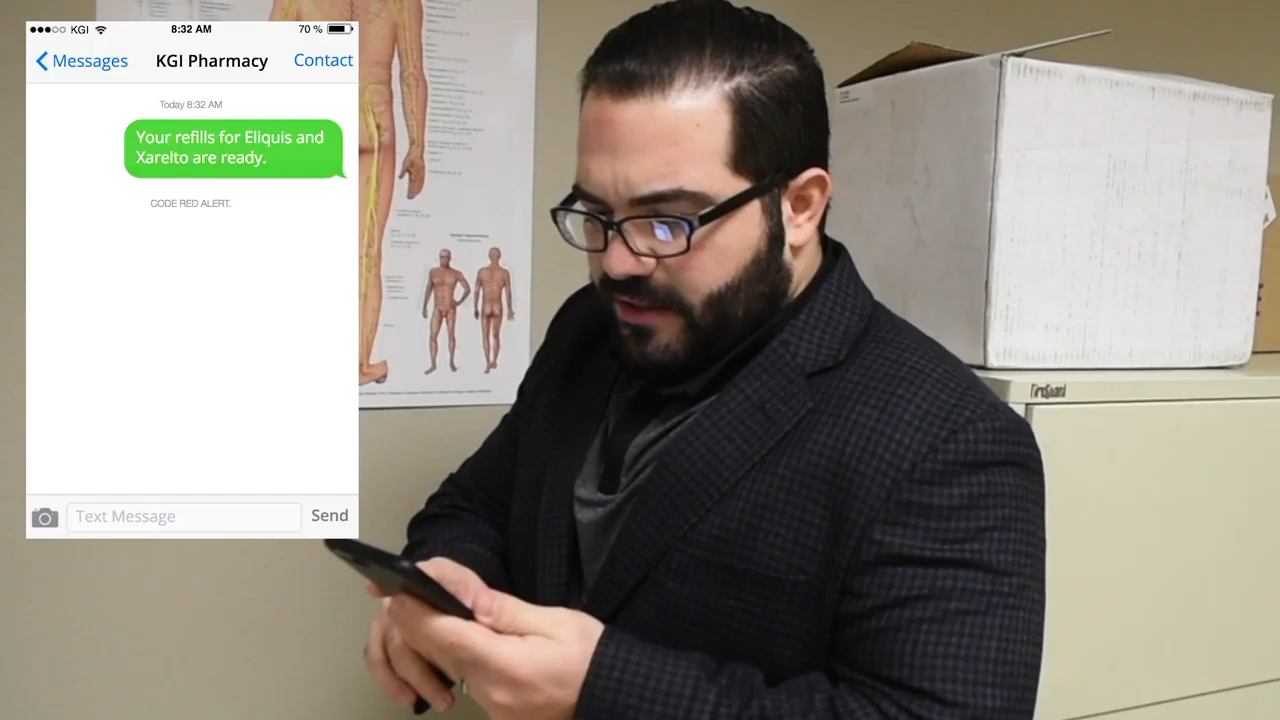 KGI 8:32 AM 70 %
Messages KGI Pharmacy Contact
Today 8:32 AM
Your refills for Eliquis and
Xarelto are ready.
CODE RED ALERT.
Text Message Send
FireGuard